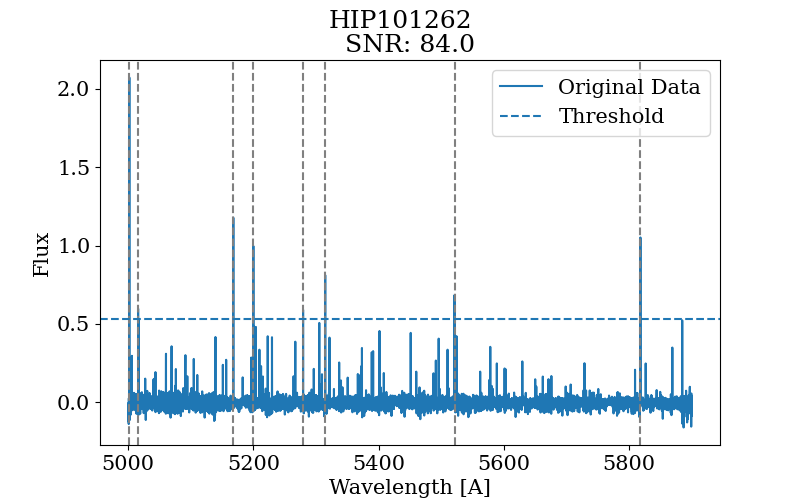 HIP101262
SNR: 84.0
Original Data
Threshold
2.0
1.5
1.0
0.5
0.0
Flux
5000 5200 5400 5600 5800
Wavelength [A]